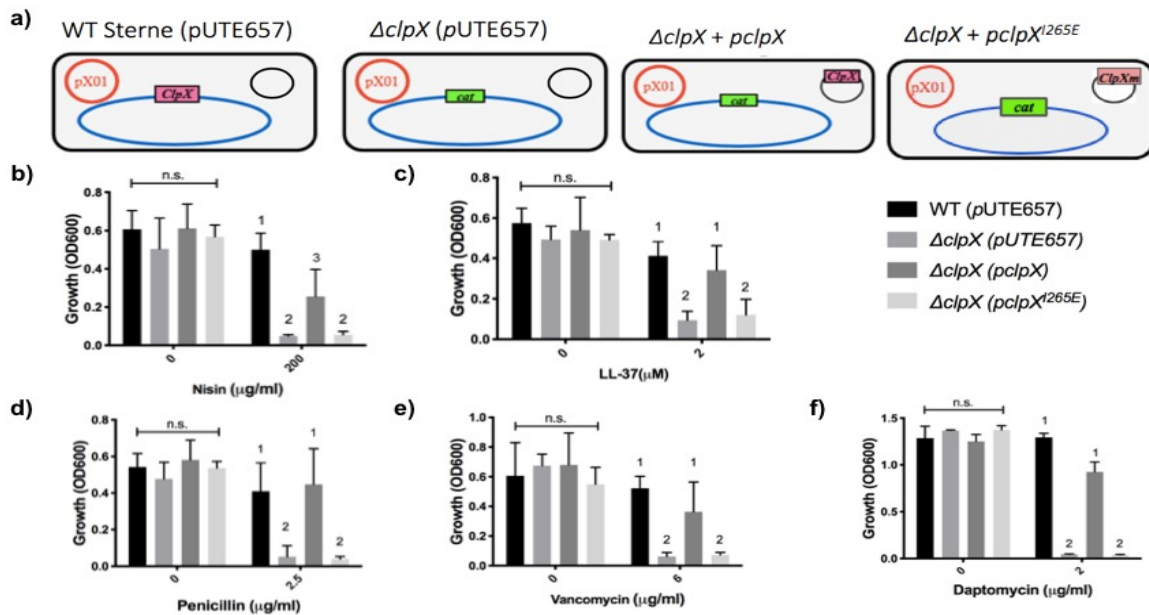 a)
WT Sterne (pUTE657)
ΔclpX (pUTE657)
ΔclpX + pclpX
ΔclpX + pclpX^I265E
pX01
ClpX
pX01
cat
pX01
cat
ClpX
pX01
cat
ClpXm
b)
n.s.
Growth (OD600)
0.8
0.6
0.4
0.2
0.0
1
2
3
2
0
200
Nisin (μg/ml)
c)
n.s.
Growth (OD600)
0.8
0.6
0.4
0.2
0.0
1
2
1
2
0
2
LL-37(μM)
WT (pUTE657)
ΔclpX (pUTE657)
ΔclpX (pclpX)
ΔclpX (pclpX^I265E)
d)
n.s.
Growth (OD600)
0.8
0.6
0.4
0.2
0.0
1
2
1
2
0
2.5
Penicillin (μg/ml)
e)
n.s.
Growth (OD600)
1.0
0.8
0.6
0.4
0.2
0.0
1
2
1
2
0
6
Vancomycin (μg/ml)
f)
n.s.
Growth (OD600)
1.5
1.0
0.5
0.0
1
2
1
2
0
2
Daptomycin (μg/ml)